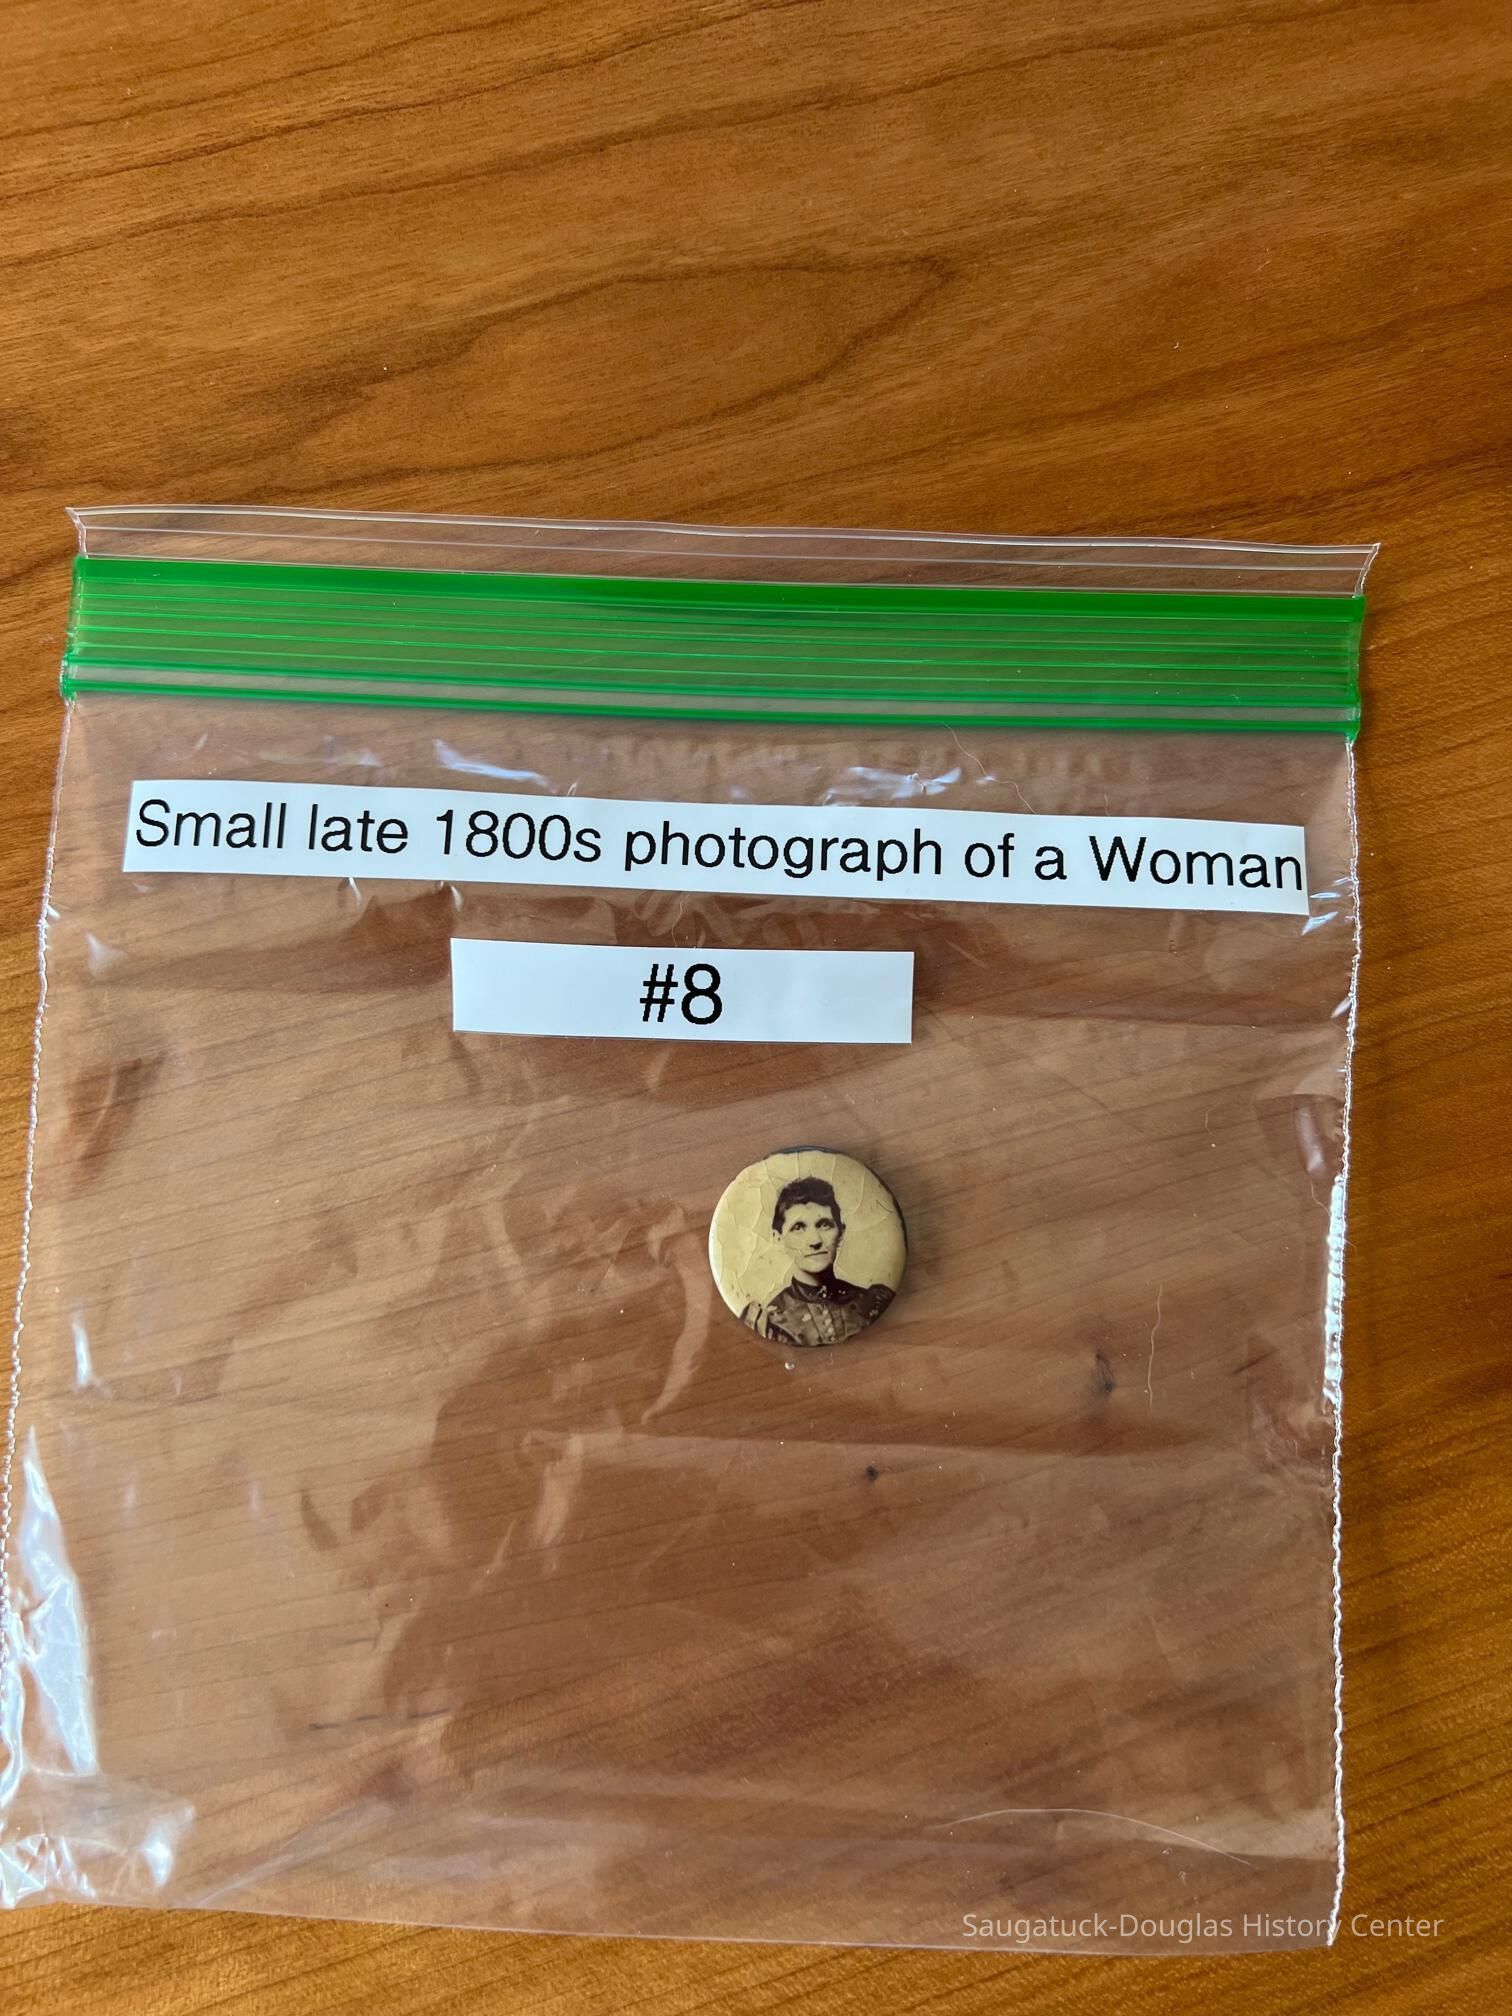 Small late 1800s photograph of a Woman
#8
Saugatuck-Douglas History Center